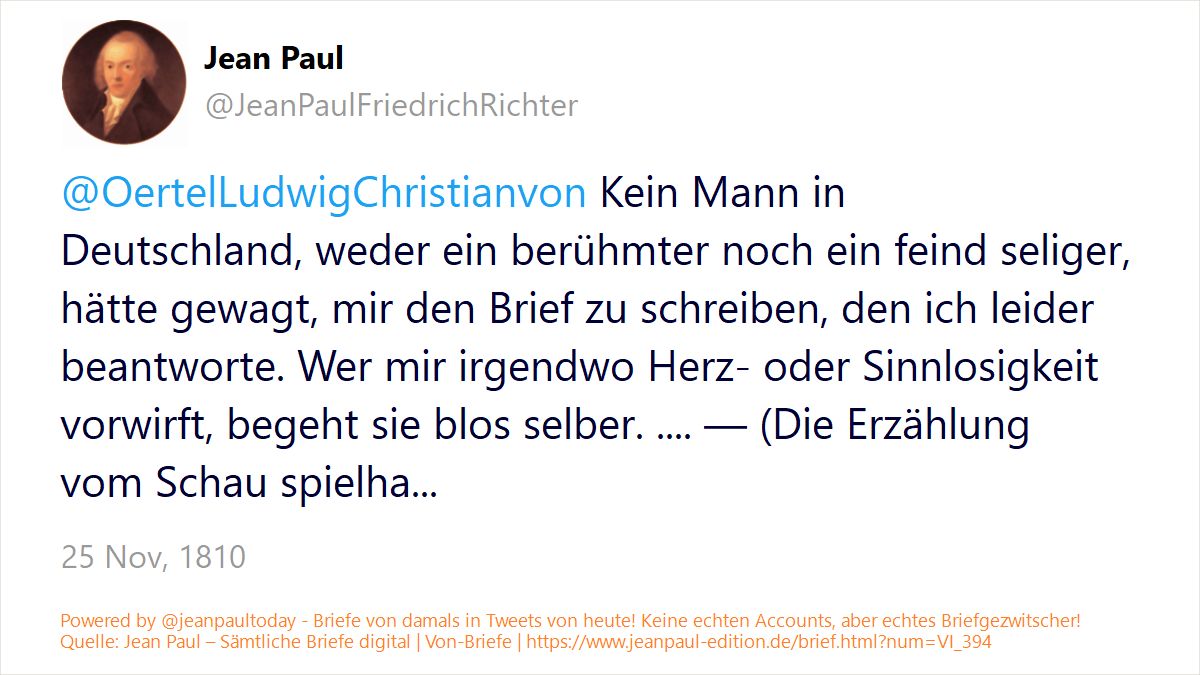 Jean Paul
@JeanPaulFriedrichRichter
@OertelLudwigChristianvon Kein Mann in
Deutschland, weder ein berühmter noch ein feind seliger,
hätte gewagt, mir den Brief zu schreiben, den ich leider
beantworte. Wer mir irgendwo Herz- oder Sinnlosigkeit
vorwirft, begeht sie blos selber. .... — (Die Erzählung
vom Schau spielha...
25 Nov, 1810
Powered by @jeanpaultoday - Briefe von damals in Tweets von heute! Keine echten Accounts, aber echtes Briefgezwitscher!
Quelle: Jean Paul – Sämtliche Briefe digital | Von-Briefe | https://www.jeanpaul-edition.de/brief.html?num=VI_394